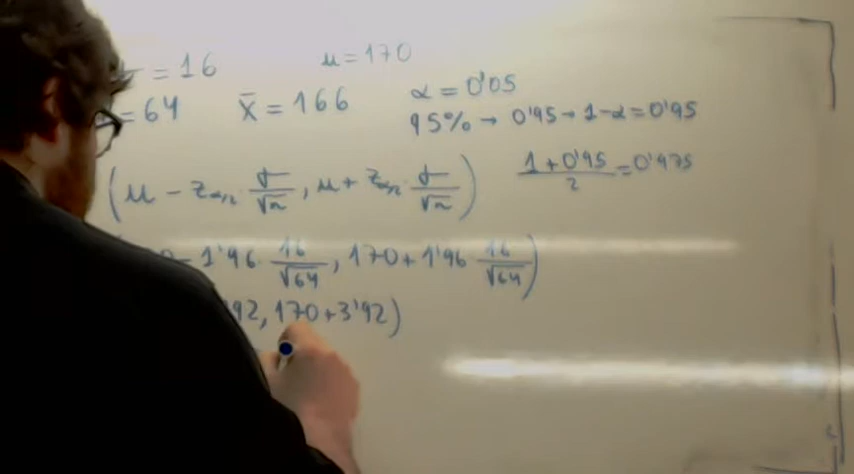 = 16 μ = 170
= 64 x̄ = 166 α = 0'05
95% → 0'95 → 1-α = 0'95
(μ - z_{α/2} · σ/√n, μ + z_{α/2} · σ/√n) (1 + 0'95)/2 = 0'975
- 1'96 · 16/√64, 170 + 1'96 · 16/√64)
'92, 170 + 3'92)